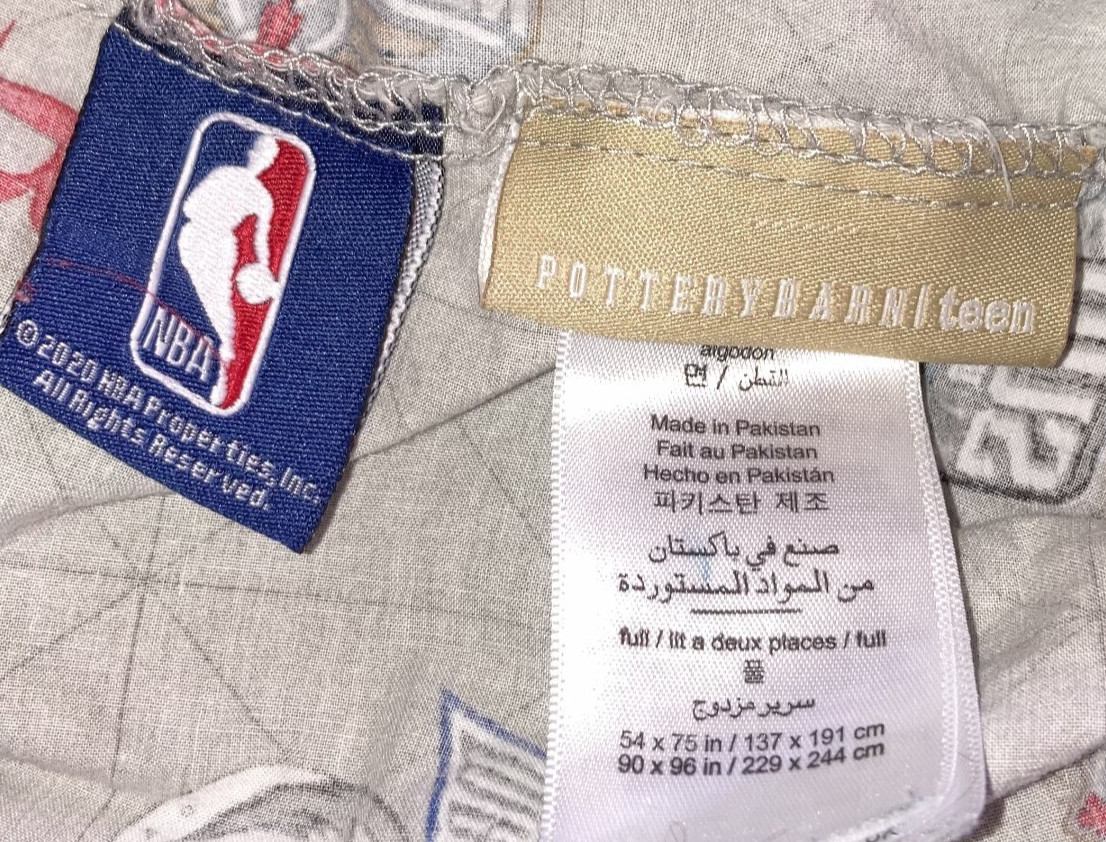 NBA
©2020 NBA Properties, Inc.
All Rights Reserved.
POTTERYBARN|teen
algodón
면 / القطن
Made in Pakistan
Fait au Pakistan
Hecho en Pakistán
파키스탄 제조
صنع في باكستان
من المواد المستوردة
full / lit a deux places / full
풀
سرير مزدوج
54 x 75 in / 137 x 191 cm
90 x 96 in / 229 x 244 cm